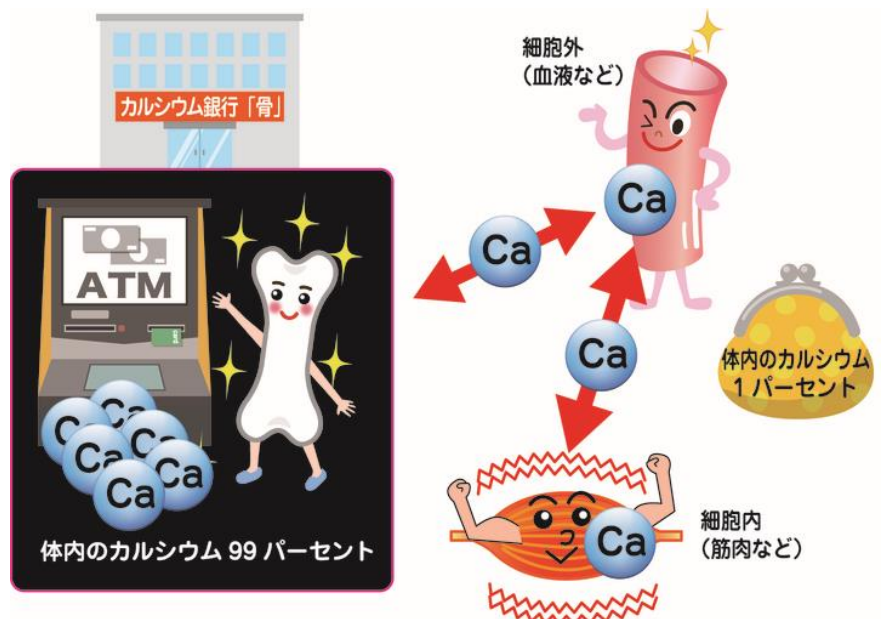 カルシウム銀行「骨」
ATM
card
Ca
Ca
Ca
Ca
Ca
Ca
体内のカルシウム 99 パーセント
細胞外
(血液など)
Ca
Ca
Ca
体内のカルシウム
1 パーセント
Ca
細胞内
(筋肉など)